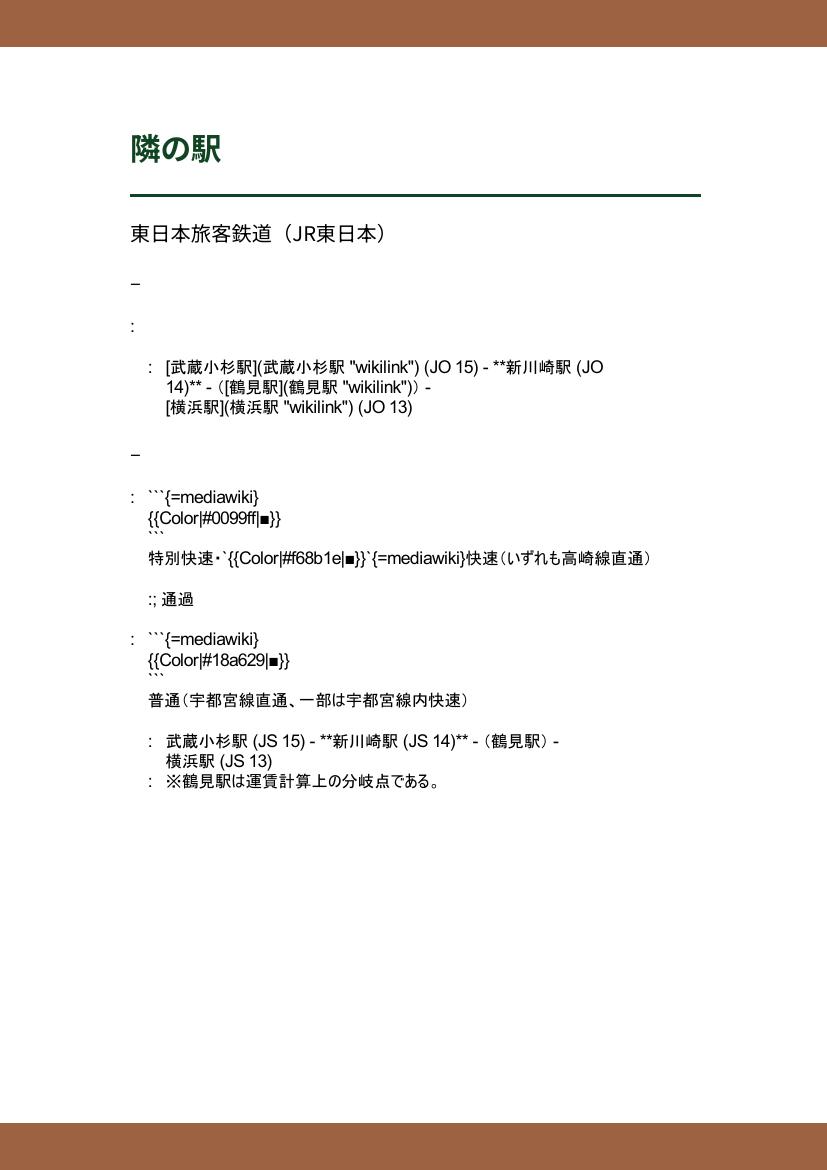 隣の駅
東日本旅客鉄道（JR東日本）
–
:
: [武蔵小杉駅](武蔵小杉駅 "wikilink") (JO 15) - **新川崎駅 (JO
14)** - （[鶴見駅](鶴見駅 "wikilink")） -
[横浜駅](横浜駅 "wikilink") (JO 13)
–
: ```{=mediawiki}
{{Color|#0099ff|■}}
```
特別快速・`{{Color|#f68b1e|■}}`{=mediawiki}快速（いずれも高崎線直通）
:; 通過
: ```{=mediawiki}
{{Color|#18a629|■}}
```
普通（宇都宮線直通、一部は宇都宮線内快速）
: 武蔵小杉駅 (JS 15) - **新川崎駅 (JS 14)** - （鶴見駅） -
横浜駅 (JS 13)
: ※鶴見駅は運賃計算上の分岐点である。